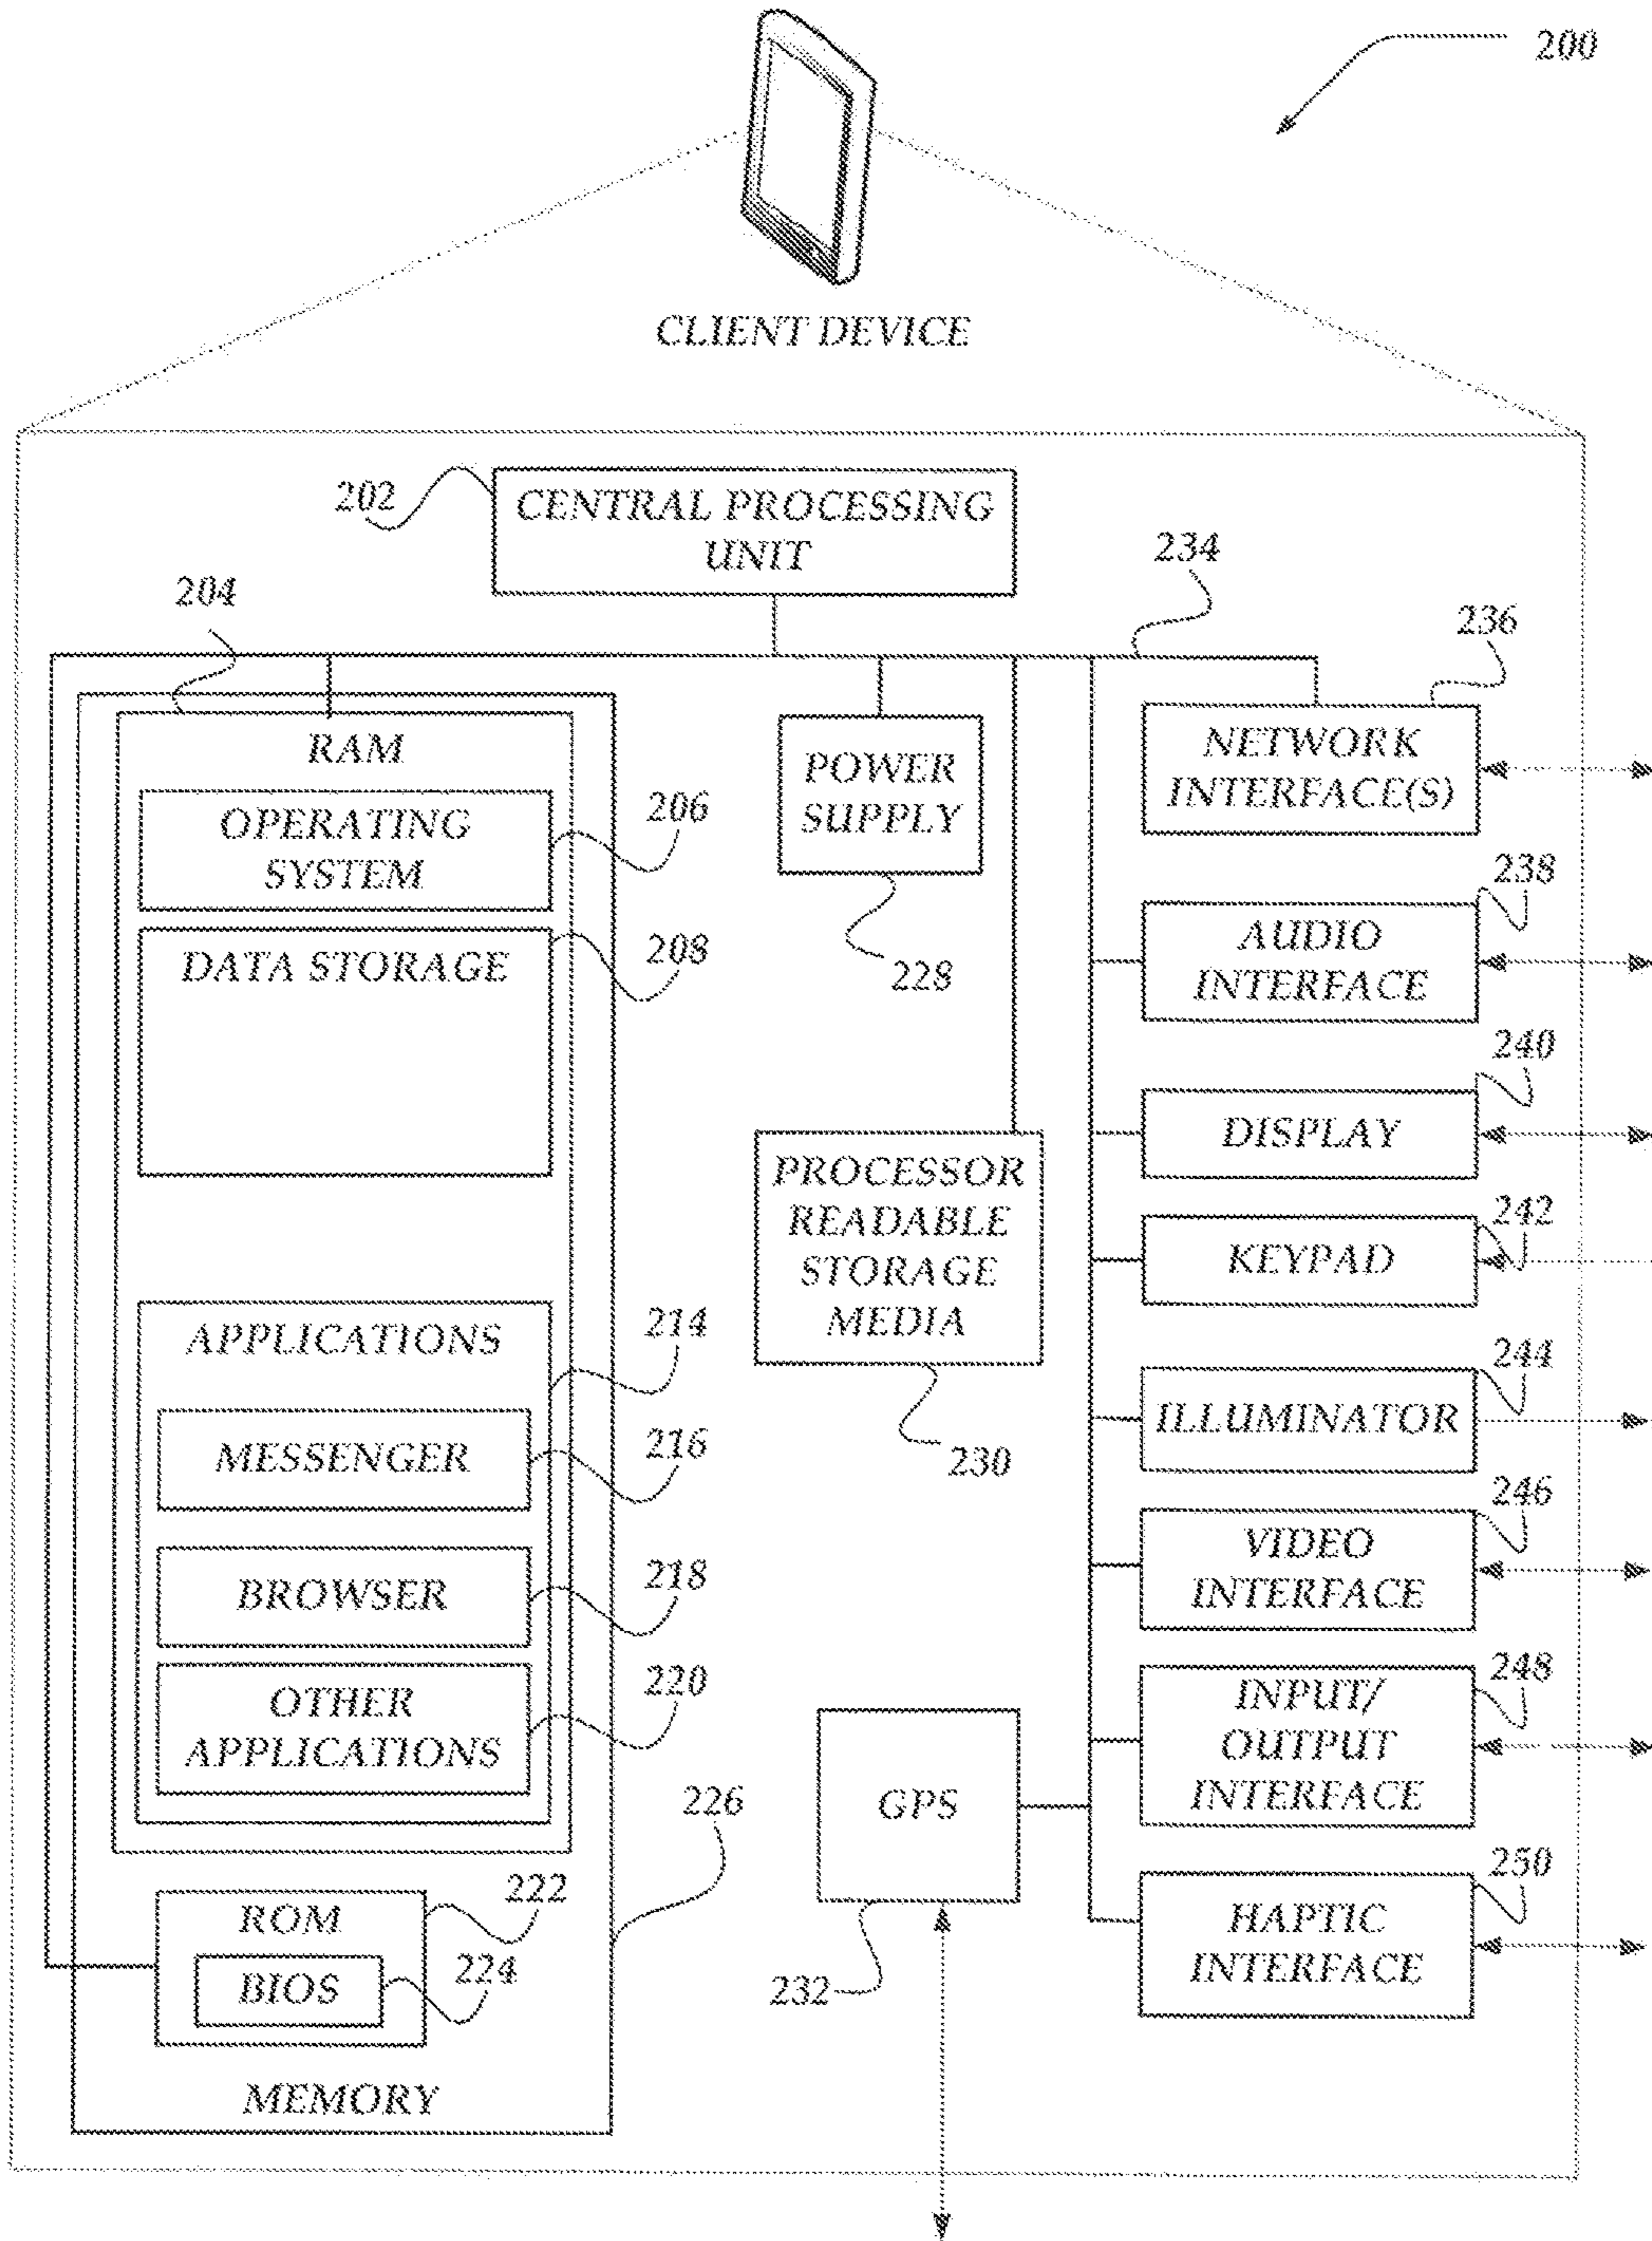 200
CLIENT DEVICE
202
CENTRAL PROCESSING
UNIT
234
204
236
RAM
OPERATING
SYSTEM
206
DATA STORAGE
208
POWER
SUPPLY
228
NETWORK
INTERFACE(S)
238
AUDIO
INTERFACE
240
DISPLAY
PROCESSOR
READABLE
STORAGE
MEDIA
230
242
KEYPAD
APPLICATIONS
214
MESSENGER
216
BROWSER
218
OTHER
APPLICATIONS
220
244
ILLUMINATOR
246
VIDEO
INTERFACE
248
INPUT/
OUTPUT
INTERFACE
GPS
232
226
250
HAPTIC
INTERFACE
ROM
222
BIOS
224
MEMORY